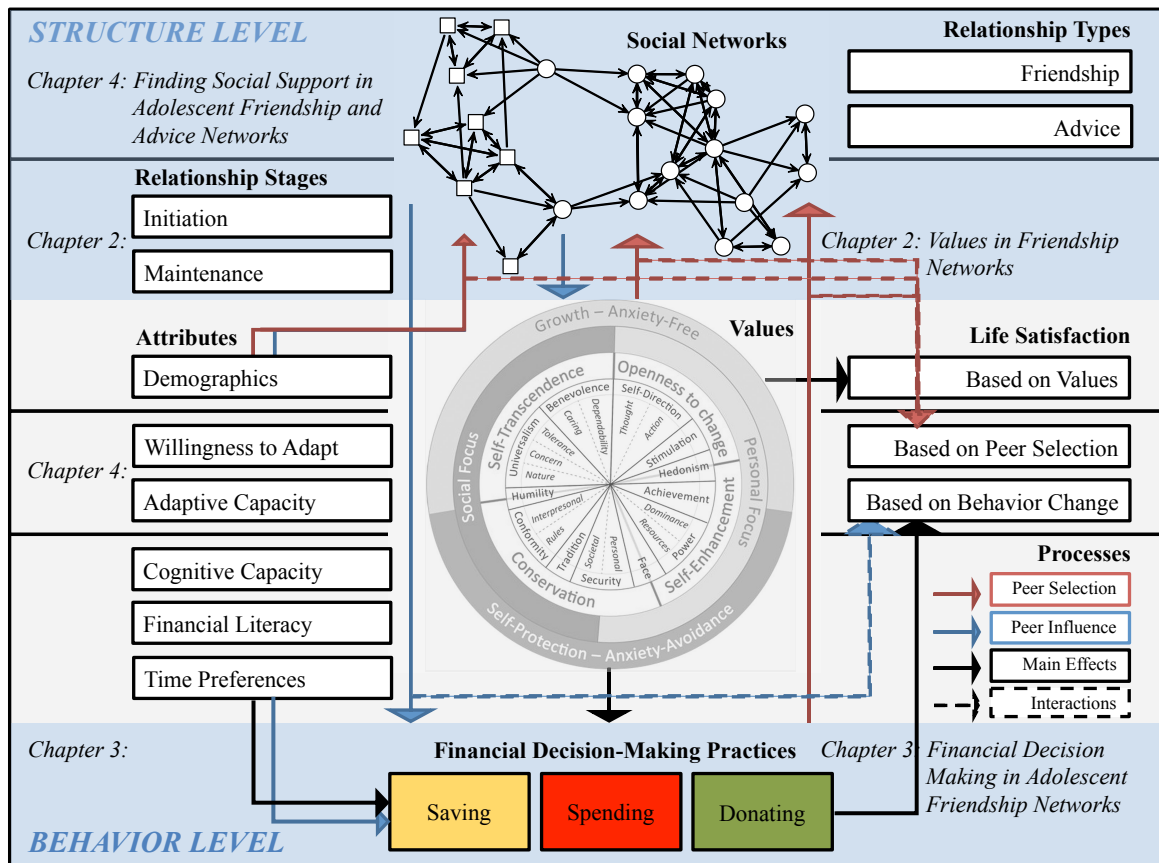 STRUCTURE LEVEL
Chapter 4: Finding Social Support in
Adolescent Friendship and
Advice Networks
Social Networks
Relationship Types
Friendship
Advice
Relationship Stages
Initiation
Chapter 2:
Maintenance
Chapter 2: Values in Friendship
Networks
Attributes
Demographics
Values
Life Satisfaction
Based on Values
Chapter 4:
Willingness to Adapt
Adaptive Capacity
Based on Peer Selection
Based on Behavior Change
Cognitive Capacity
Financial Literacy
Time Preferences
Growth – Anxiety-Free
Personal Focus
Self-Protection – Anxiety-Avoidance
Social Focus
Self-Transcendence
Openness to change
Self-Enhancement
Conservation
Benevolence
Self-Direction
Stimulation
Hedonism
Achievement
Power
Face
Security
Tradition
Conformity
Humility
Universalism
Caring
Dependability
Thought
Action
Dominance
Resources
Personal
Societal
Rules
Interpresonal
Nature
Concern
Tolerance
Processes
Peer Selection
Peer Influence
Main Effects
Interactions
Chapter 3:
Financial Decision-Making Practices
Saving
Spending
Donating
Chapter 3: Financial Decision
Making in Adolescent
Friendship Networks
BEHAVIOR LEVEL